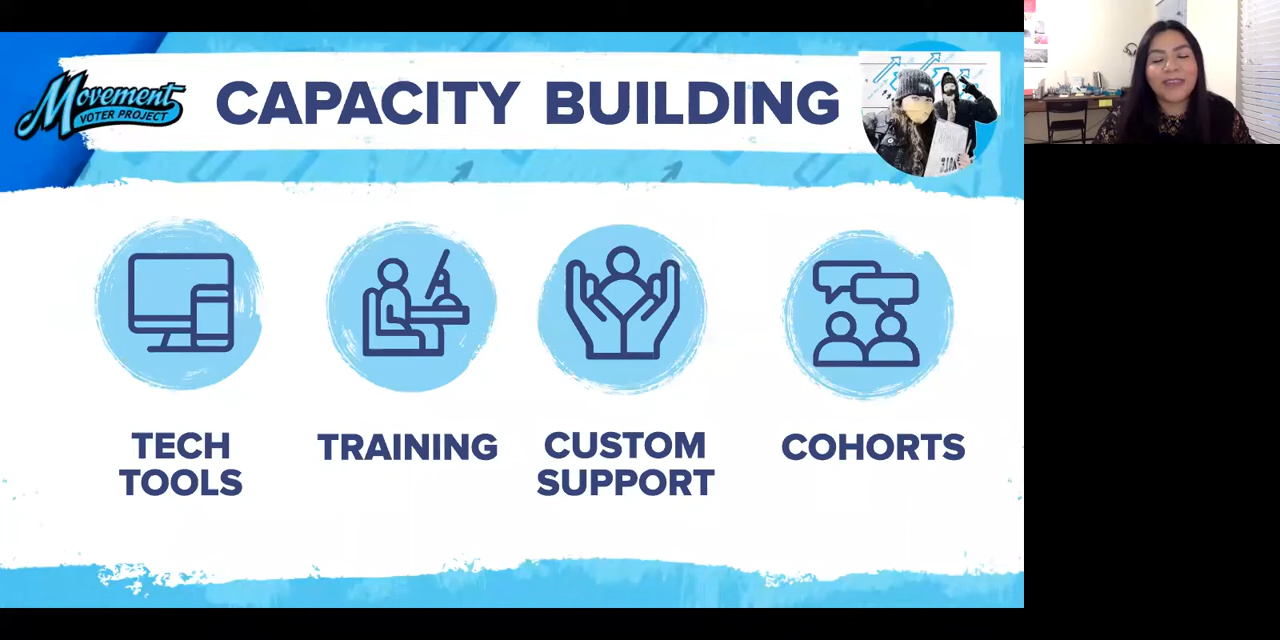 Movement
VOTER PROJECT
CAPACITY BUILDING
TECH
TOOLS
TRAINING
CUSTOM
SUPPORT
COHORTS